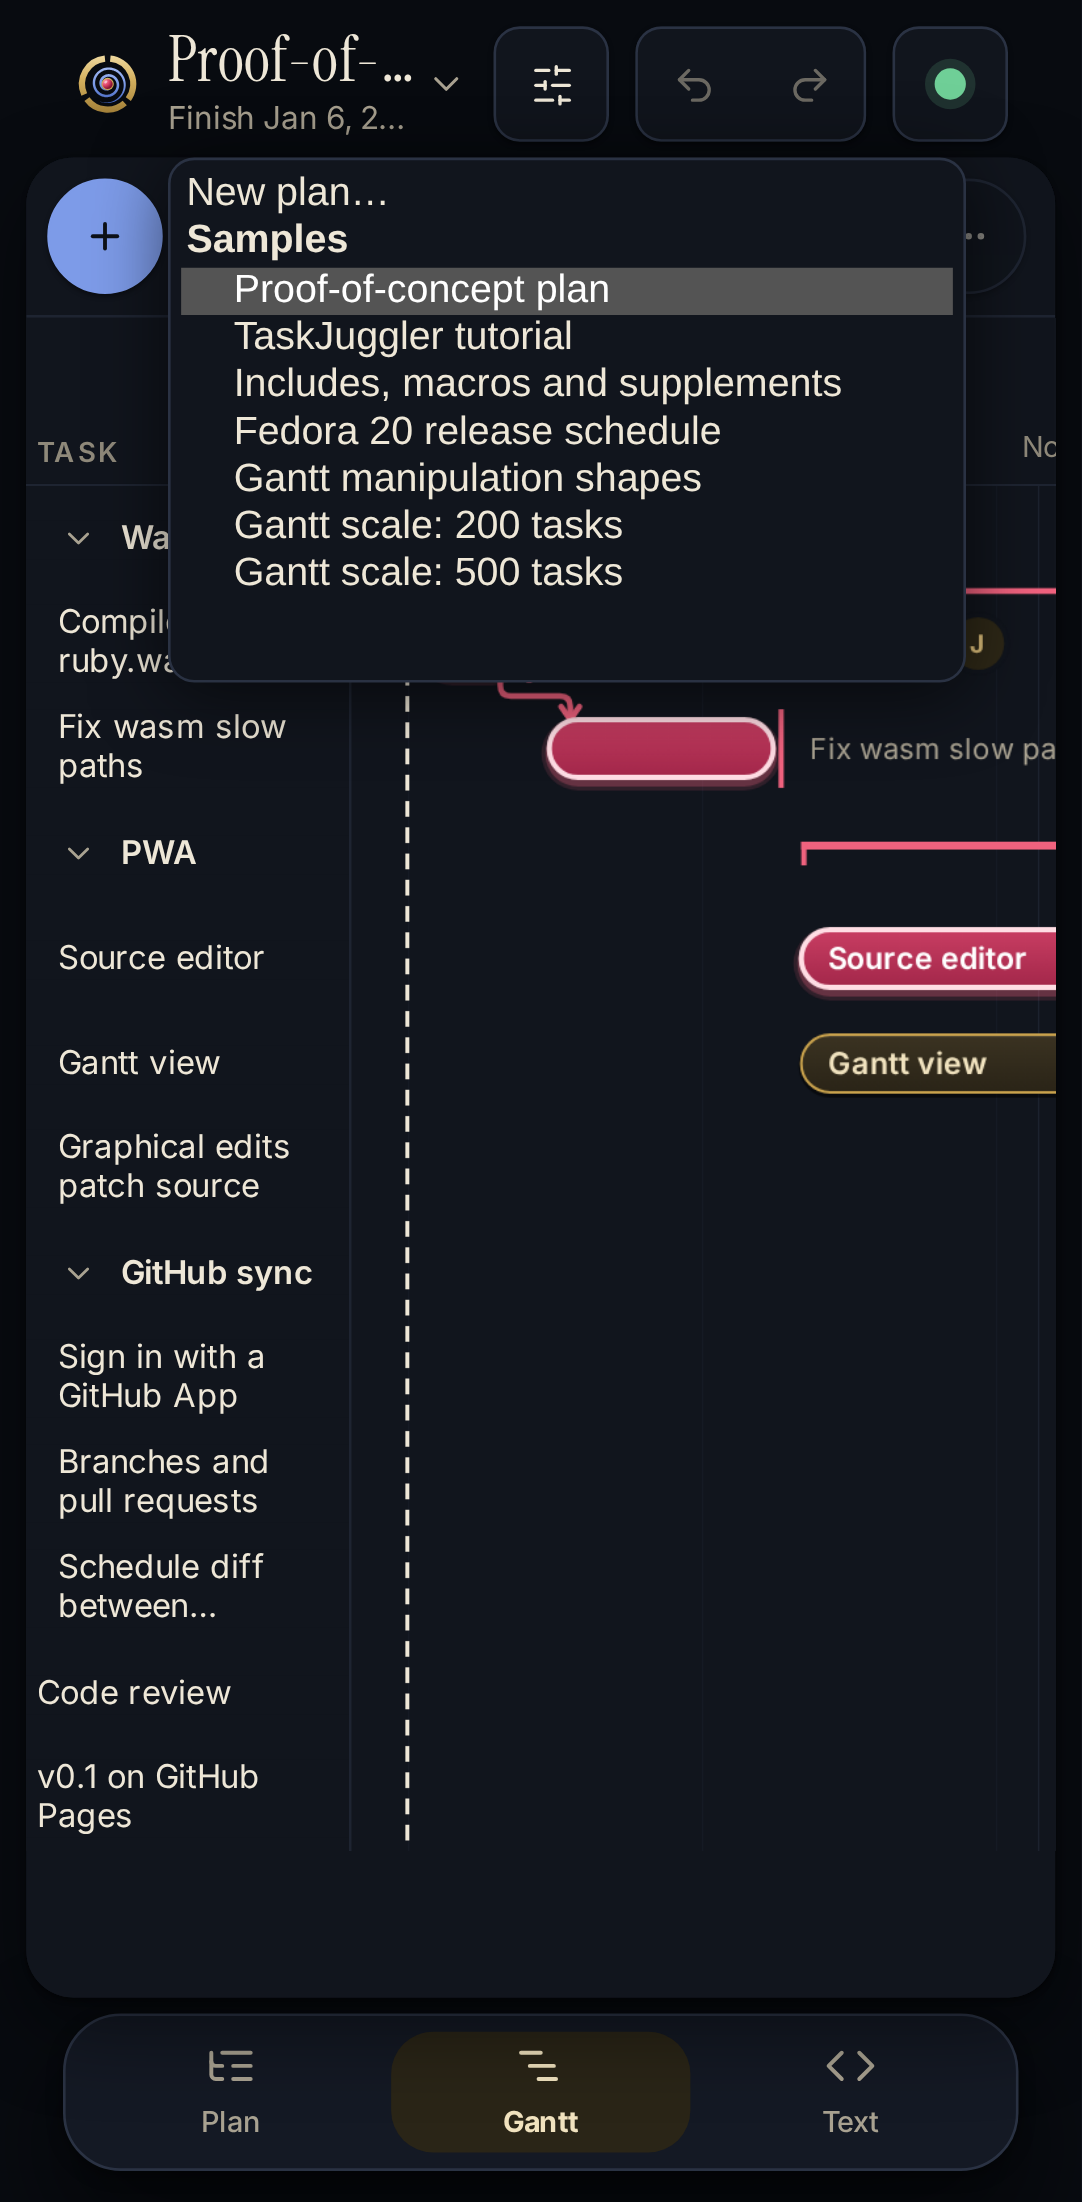 Proof-of-...
Finish Jan 6, 2...
New plan...
Samples
Proof-of-concept plan
TaskJuggler tutorial
Includes, macros and supplements
Fedora 20 release schedule
Gantt manipulation shapes
Gantt scale: 200 tasks
Gantt scale: 500 tasks
TASK
J
Fix wasm slow
paths
Fix wasm slow
PWA
Source editor
Source editor
Gantt view
Gantt view
Graphical edits
patch source
GitHub sync
Sign in with a
GitHub App
Branches and
pull requests
Schedule diff
between...
Code review
v0.1 on GitHub
Pages
Plan
Gantt
Text